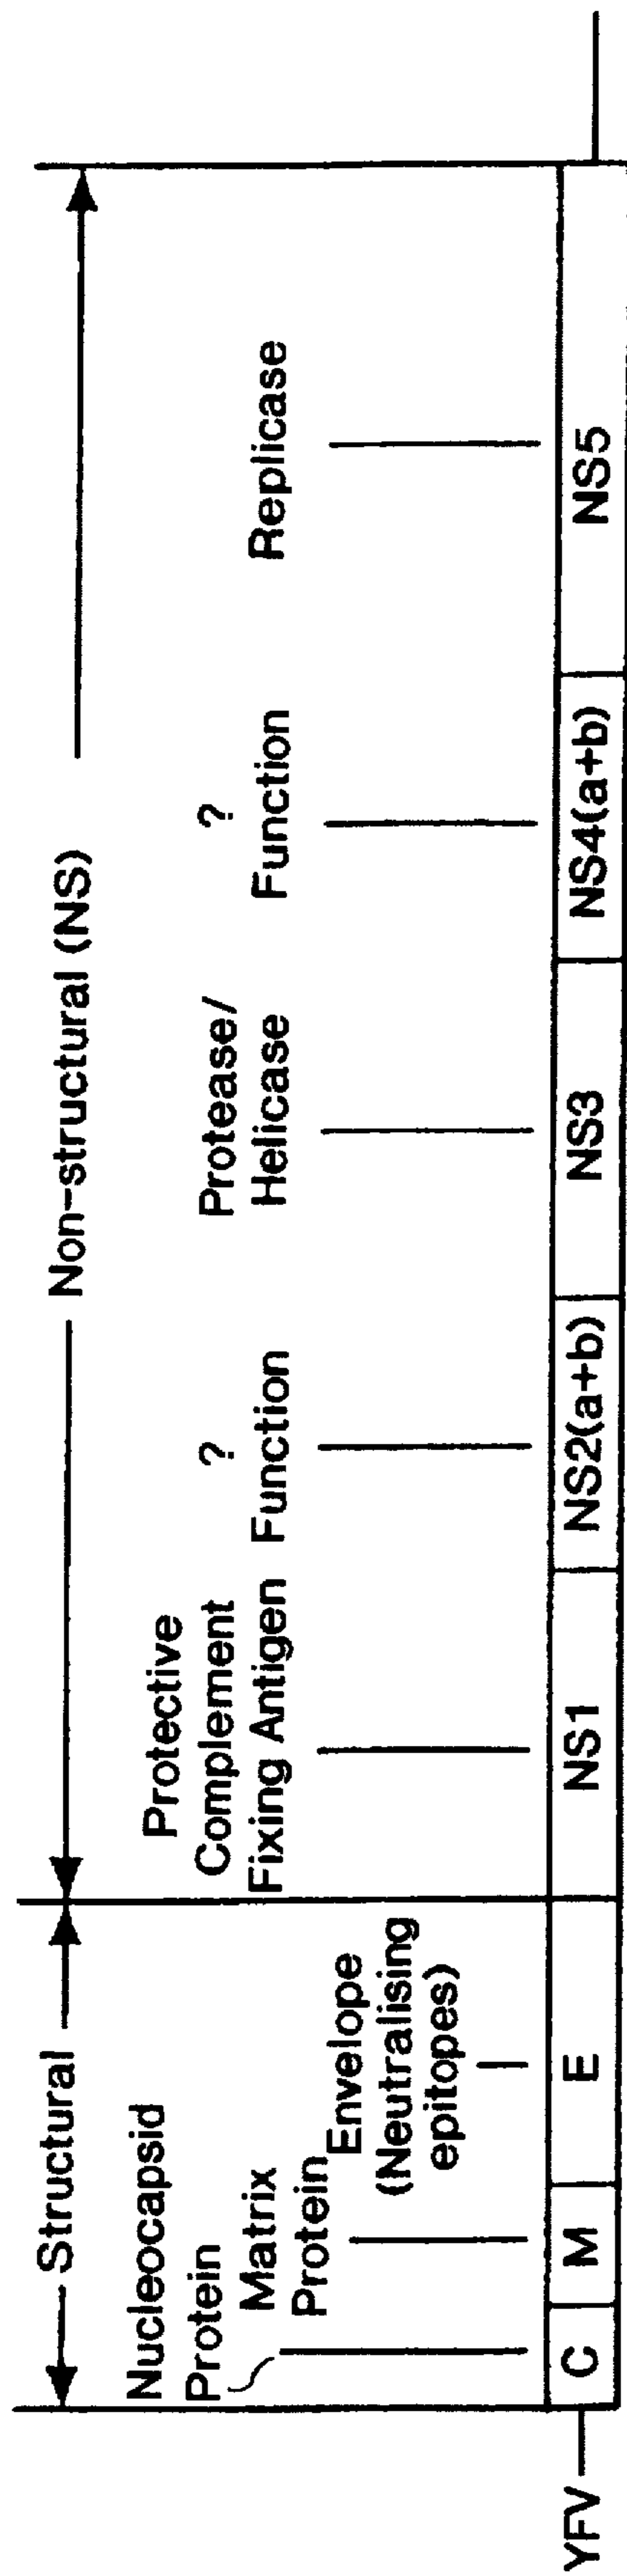 Structural
Non-structural (NS)
Nucleocapsid
Protein
Matrix
Protein
Envelope
(Neutralising
epitopes)
Protective
Complement
Fixing Antigen
?
Function
Protease/
Helicase
?
Function
Replicase
YFV
C
M
E
NS1
NS2(a+b)
NS3
NS4(a+b)
NS5